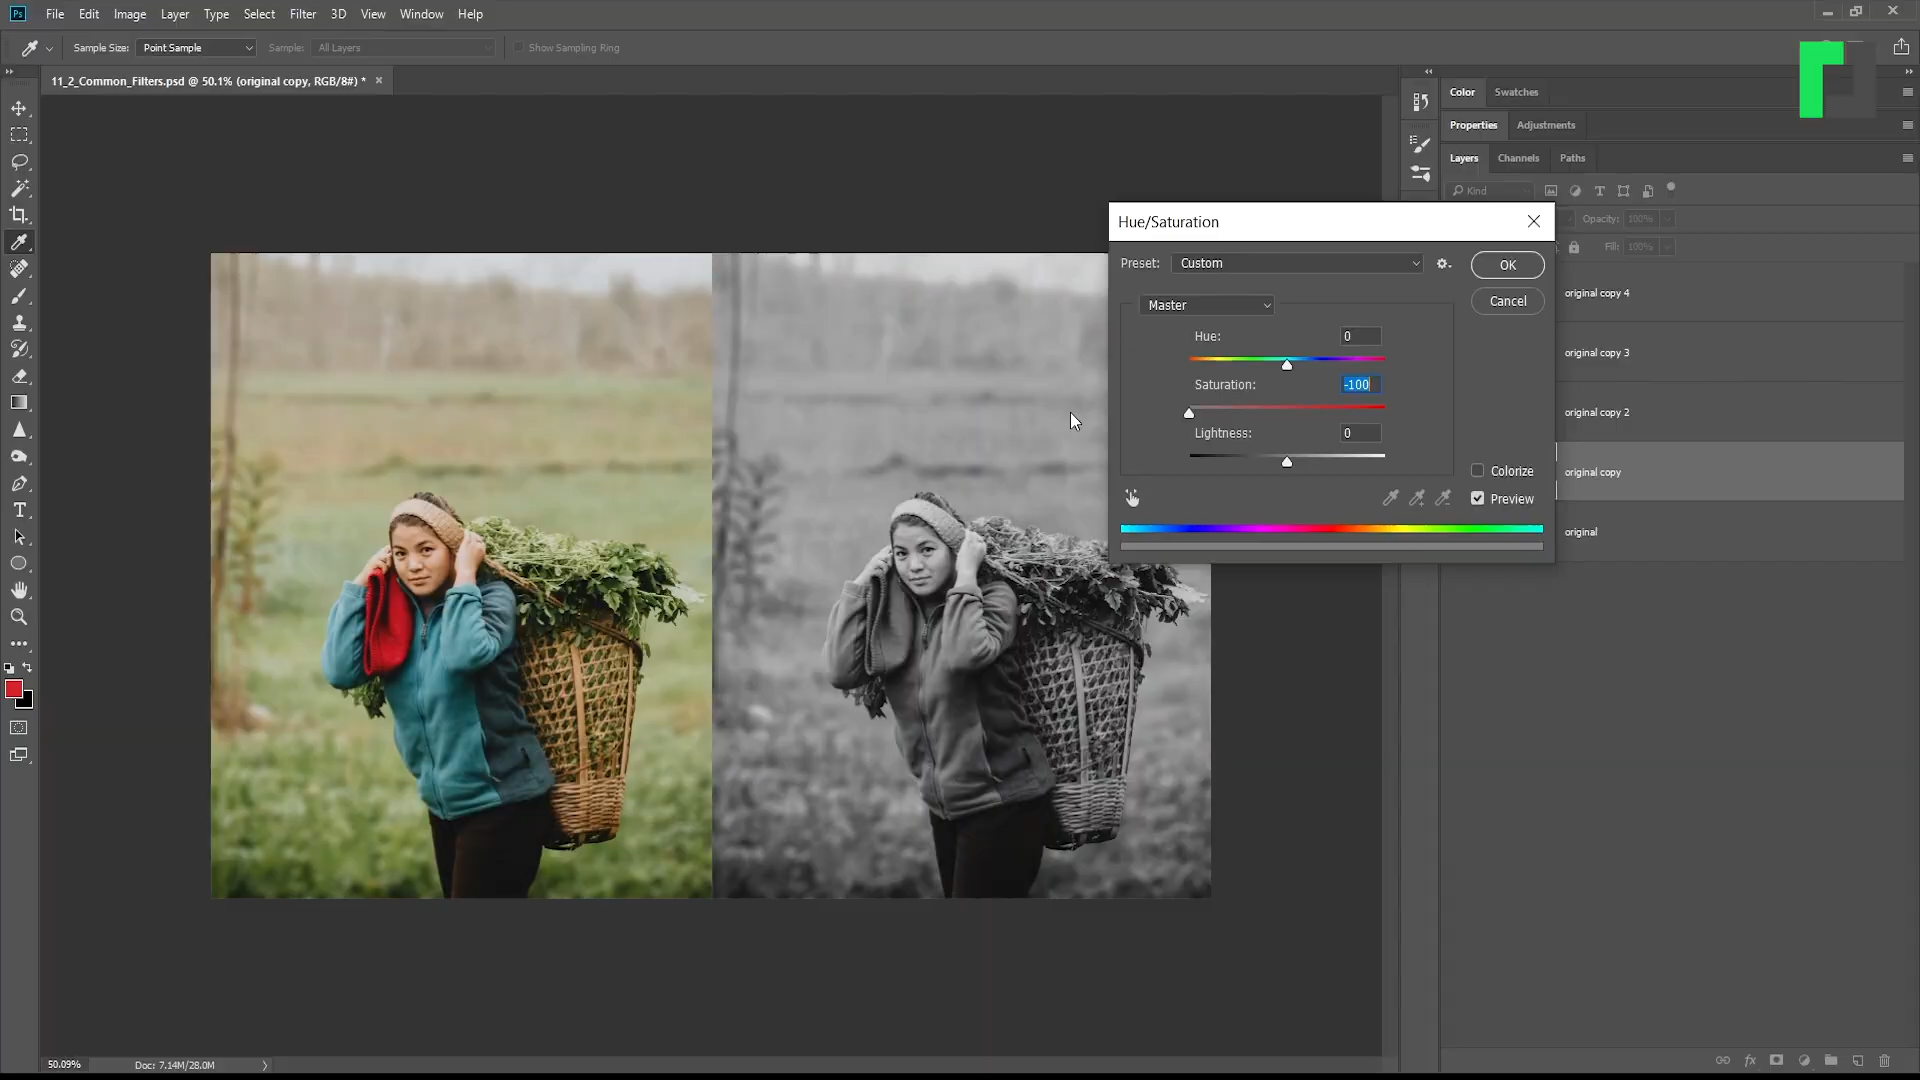 Ps File Edit Image Layer Type Select Filter 3D View Window Help
Sample Size: Point Sample Sample: All Layers Show Sampling Ring
11_2_Common_Filters.psd @ 50.1% (original copy, RGB/8#) * ×
Color Swatches
Properties Adjustments
Layers Channels Paths
Kind
Opacity: 100%
Fill: 100%
Hue/Saturation
Preset: Custom
OK
Master
Cancel
Hue: 0
Saturation: -100
Lightness: 0
Colorize
Preview
original copy 4
original copy 3
original copy 2
original copy
original
50.09% Doc: 7.14M/28.0M